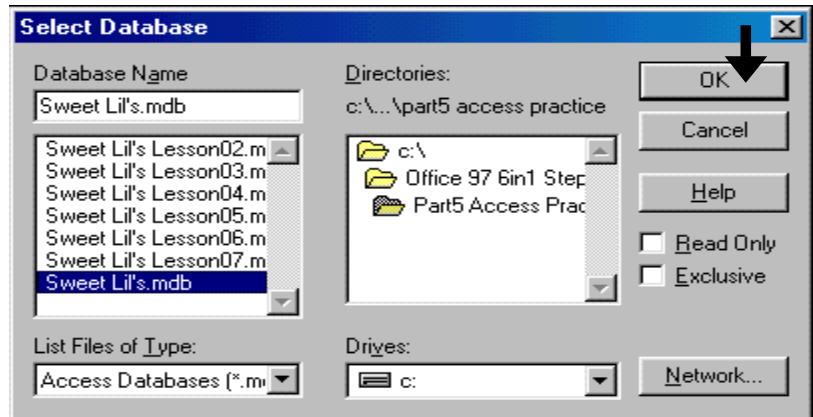 Select Database
Database Name
Sweet Lil's.mdb
Sweet Lil's Lesson02.m
Sweet Lil's Lesson03.m
Sweet Lil's Lesson04.m
Sweet Lil's Lesson05.m
Sweet Lil's Lesson06.m
Sweet Lil's Lesson07.m
Sweet Lil's.mdb
List Files of Type:
Access Databases (*.m
Directories:
c:\...\part5 access practice
c:\
Office 97 6in1 Step
Part5 Access Prac
Drives:
c:
OK
Cancel
Help
Read Only
Exclusive
Network...